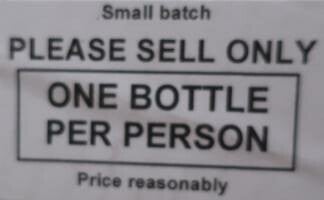 Small batch
PLEASE SELL ONLY
ONE BOTTLE
PER PERSON
Price reasonably